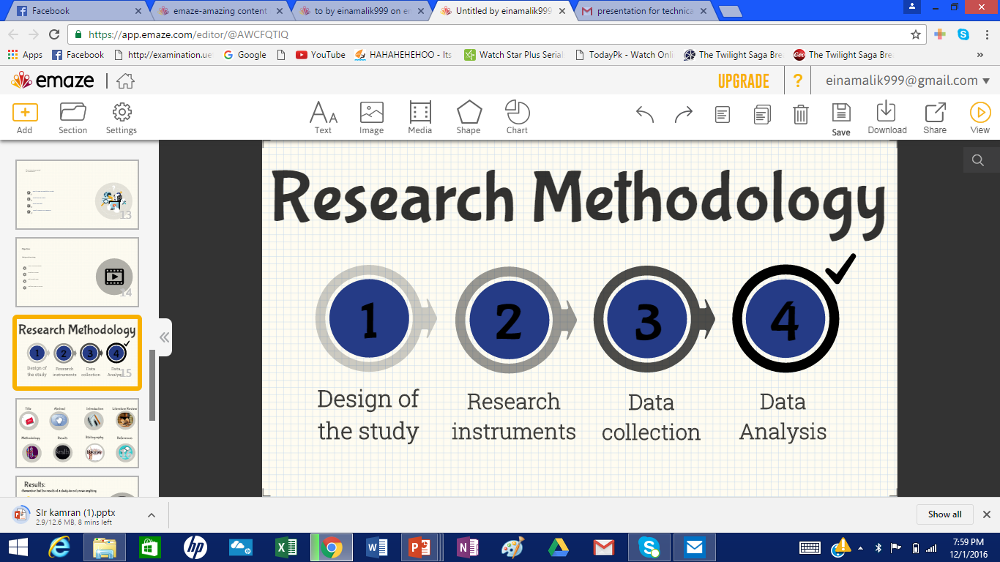 Facebook
emaze-amazing content
to by einamalik999 on em
Untitled by einamalik999
presentation for technica
https://app.emaze.com/editor/@AWCFQTIQ
Apps
Facebook
http://examination.ue
Google
YouTube
HAHAHEHEHOO - Its
Watch Star Plus Serial
TodayPk - Watch Onli
The Twilight Saga Bre
The Twilight Saga Bre
emaze
UPGRADE
?
einamalik999@gmail.com
Add
Section
Settings
Text
Image
Media
Shape
Chart
Save
Download
Share
View
13
14
Research Methodology
1
2
3
4
Design of
the study
Research
instruments
Data
collection
Data
Analysis
15
Title
Abstract
Introduction
Literature Review
Methodology
Results
Bibliography
References
Results:
Remember that the results of a study do not prove anything
Research Methodology
1
2
3
4
Design of
the study
Research
instruments
Data
collection
Data
Analysis
SIr kamran (1).pptx
2.9/12.6 MB, 8 mins left
Show all
7:59 PM
12/1/2016